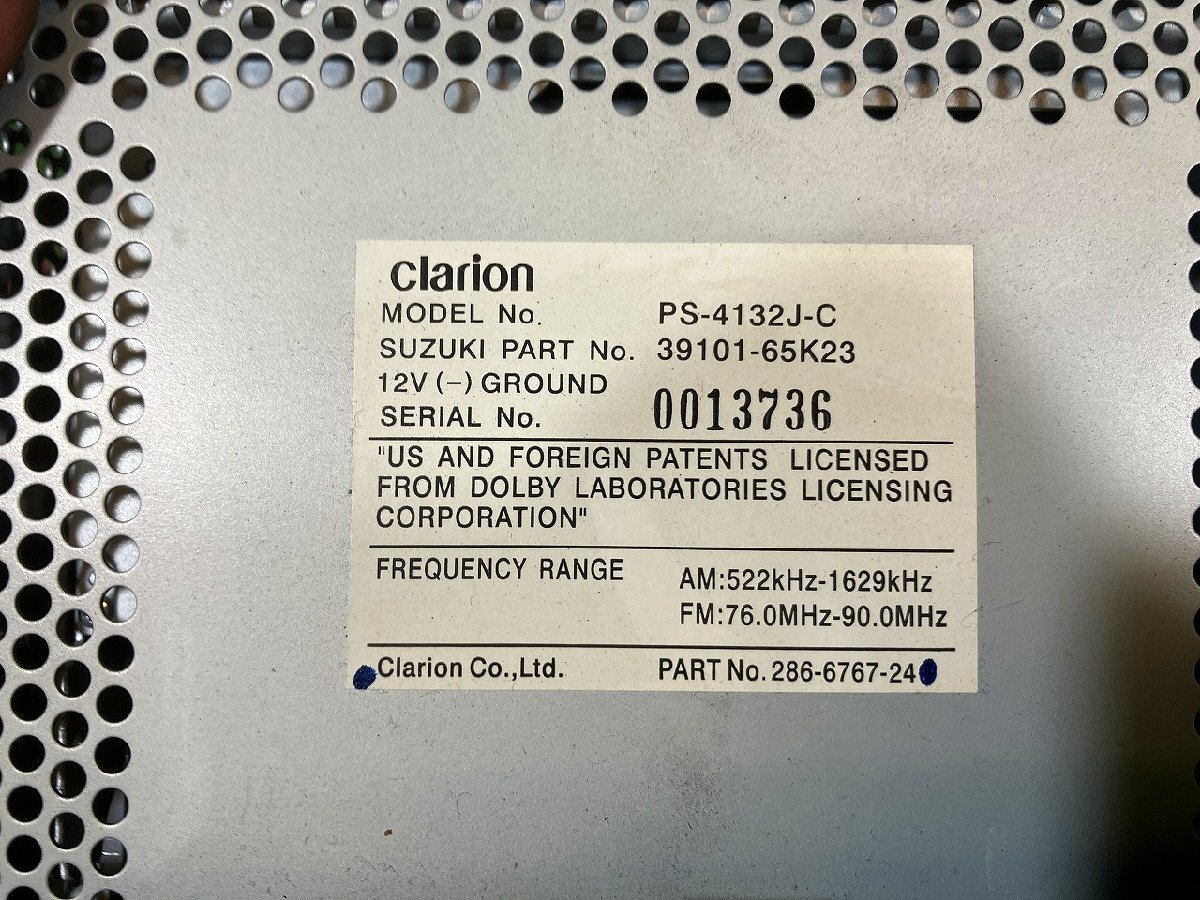 clarion
MODEL No. PS-4132J-C
SUZUKI PART No. 39101-65K23
12V (−) GROUND
SERIAL No. 0013736
"US AND FOREIGN PATENTS LICENSED
FROM DOLBY LABORATORIES LICENSING
CORPORATION"
FREQUENCY RANGE AM:522kHz-1629kHz
FM:76.0MHz-90.0MHz
Clarion Co.,Ltd. PART No. 286-6767-24